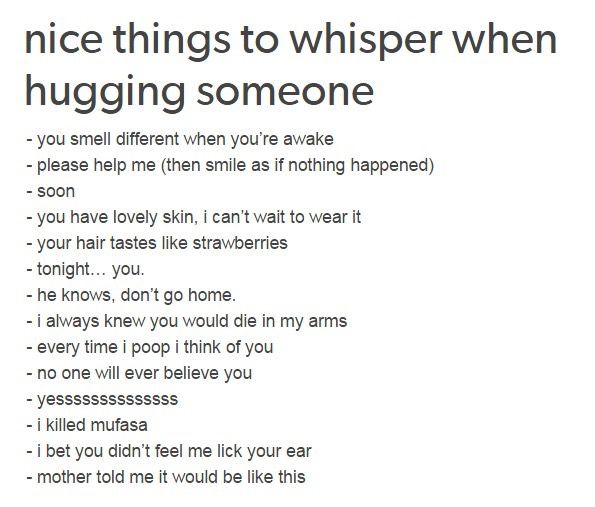 nice things to whisper when
hugging someone
- you smell different when you're awake
- please help me (then smile as if nothing happened)
- soon
- you have lovely skin, i can't wait to wear it
- your hair tastes like strawberries
- tonight... you.
- he knows, don't go home.
- i always knew you would die in my arms
- every time i poop i think of you
- no one will ever believe you
- yessssssssssssss
- i killed mufasa
- i bet you didn't feel me lick your ear
- mother told me it would be like this